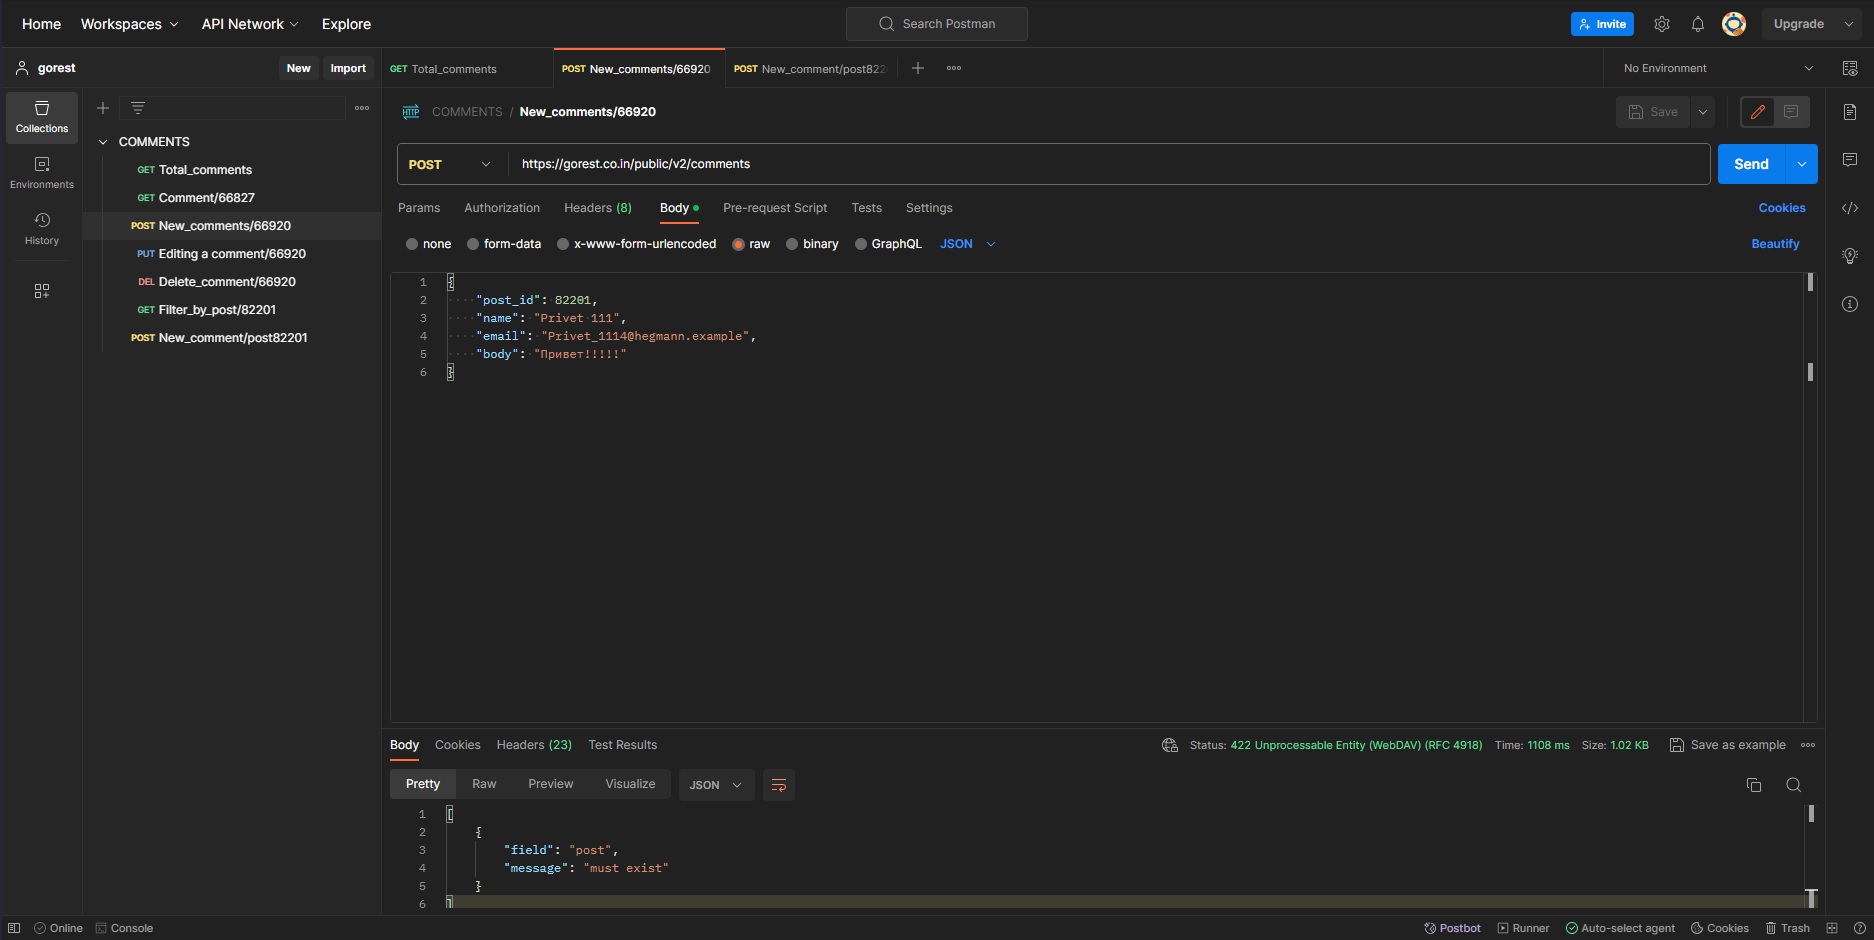 Home Workspaces API Network Explore Search Postman Invite Upgrade
gorest New Import GET Total_comments POST New_comments/66920 POST New_comment/post822 No Environment
Collections
Environments
History
COMMENTS
GET Total_comments
GET Comment/66827
POST New_comments/66920
PUT Editing a comment/66920
DEL Delete_comment/66920
GET Filter_by_post/82201
POST New_comment/post82201
HTTP COMMENTS / New_comments/66920 Save
POST https://gorest.co.in/public/v2/comments Send
Params Authorization Headers (8) Body Pre-request Script Tests Settings Cookies
none form-data x-www-form-urlencoded raw binary GraphQL JSON Beautify
1 {
2 "post_id": 82201,
3 "name": "Privet 111",
4 "email": "Privet_1114@hegmann.example",
5 "body": "Привет!!!!!"
6 }
Body Cookies Headers (23) Test Results Status: 422 Unprocessable Entity (WebDAV) (RFC 4918) Time: 1108 ms Size: 1.02 KB Save as example
Pretty Raw Preview Visualize JSON
1 [
2 {
3 "field": "post",
4 "message": "must exist"
5 }
6 ]
Online Console Postbot Runner Auto-select agent Cookies Trash